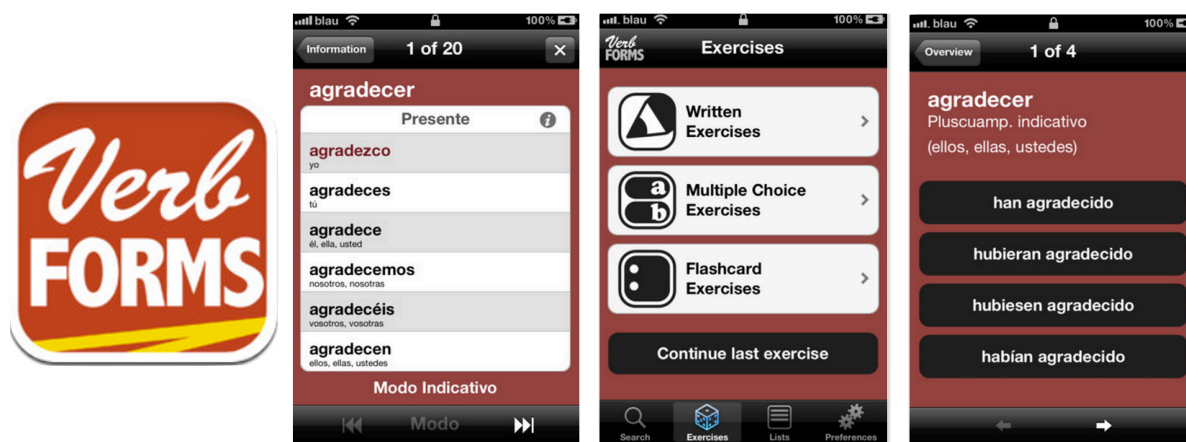 Verb
FORMS
blau 100%
Information 1 of 20 ×
agradecer
Presente i
agradezco
yo
agradeces
tú
agradece
él, ella, usted
agradecemos
nosotros, nosotras
agradecéis
vosotros, vosotras
agradecen
ellos, ellas, ustedes
Modo Indicativo
Modo
blau 100%
Verb
FORMS
Exercises
Written
Exercises
a
b
Multiple Choice
Exercises
Flashcard
Exercises
Continue last exercise
Search Exercises Lists Preferences
blau 100%
Overview 1 of 4
agradecer
Pluscuamp. indicativo
(ellos, ellas, ustedes)
han agradecido
hubieran agradecido
hubiesen agradecido
habían agradecido